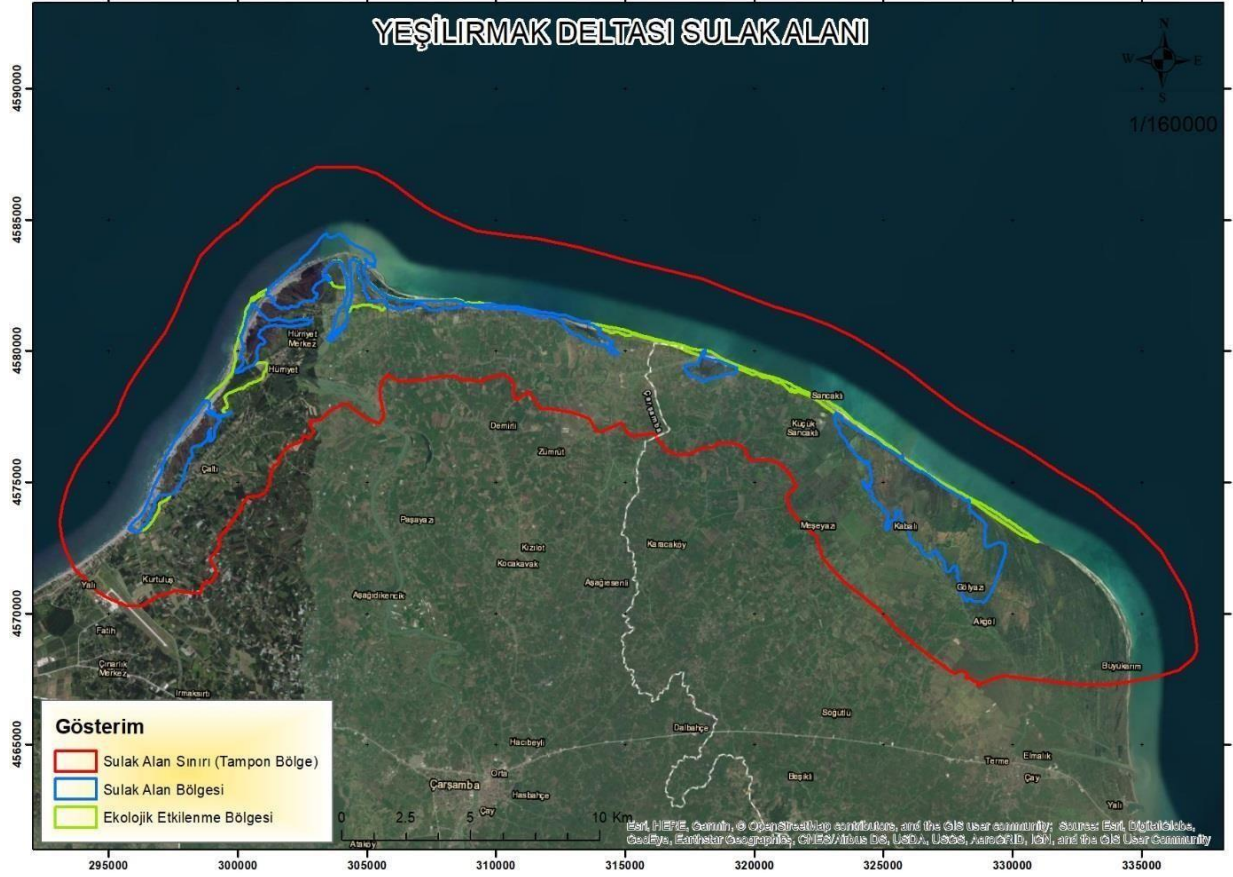 YEŞİLIRMAK DELTASI SULAK ALANI
N
W E
S
1/160000
4590000
4585000
4580000
4575000
4570000
4565000
Hürriyet
Merkez
Hürriyet
Çaltı
Yalı
Kurtuluş
Fatih
Çınarlık
Merkez
Irmaksırtı
Demirli
Zümrüt
Paşayazı
Kızılot
Kocakavak
Aşağıdikencik
Çarşamba
Karacaköy
Sarıcaklı
Küçük
Sarıcaklı
Meşeyazı
Kabalı
Gölyazı
Akgöl
Söğütlü
Dalbahçe
Hacıbeyli
Orta
Çarşamba
Hasbahçe
Çay
Beşikli
Terme
Elmalık
Çay
Yalı
Ataköy
Gösterim
Sulak Alan Sınırı (Tampon Bölge)
Sulak Alan Bölgesi
Ekolojik Etkilenme Bölgesi
0 2.5 5 10 Km
Esri, HERE, Garmin, © OpenStreetMap contributors, and the GIS user community; Source: Esri, DigitalGlobe,
GeoEye, Earthstar Geographics, CNES/Airbus DS, USDA, USGS, AeroGRID, IGN, and the GIS User Community
295000 300000 305000 310000 315000 320000 325000 330000 335000